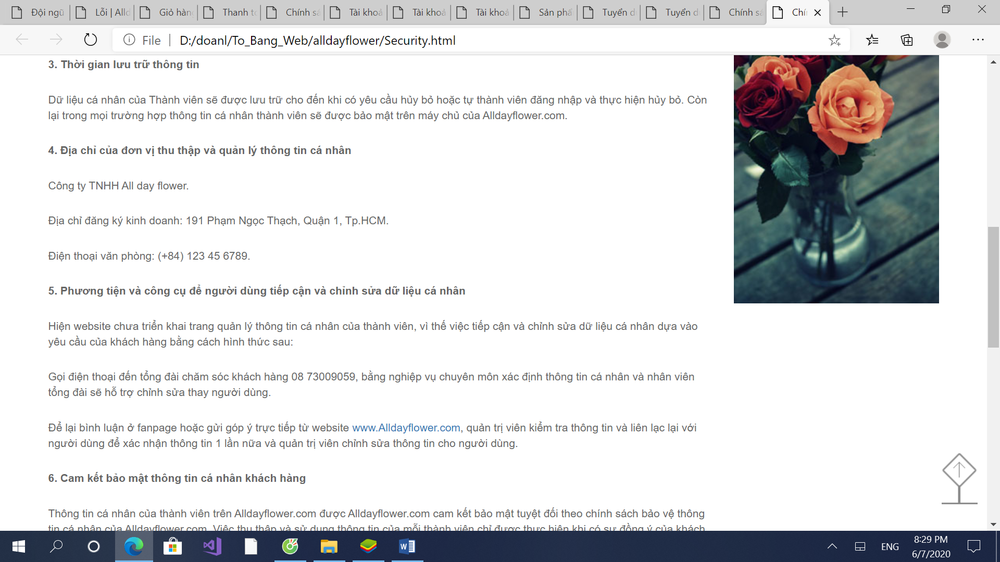 Đội ngũ
Lỗi | Alld
Giỏ hàng
Thanh to
Chính sá
Tài khoả
Tài khoả
Tài khoả
Sản phẩ
Tuyển d
Tuyển d
Chính sá
Chí
File
D:/doanl/To_Bang_Web/alldayflower/Security.html
3. Thời gian lưu trữ thông tin
Dữ liệu cá nhân của Thành viên sẽ được lưu trữ cho đến khi có yêu cầu hủy bỏ hoặc tự thành viên đăng nhập và thực hiện hủy bỏ. Còn
lại trong mọi trường hợp thông tin cá nhân thành viên sẽ được bảo mật trên máy chủ của Alldayflower.com.
4. Địa chỉ của đơn vị thu thập và quản lý thông tin cá nhân
Công ty TNHH All day flower.
Địa chỉ đăng ký kinh doanh: 191 Phạm Ngọc Thạch, Quận 1, Tp.HCM.
Điện thoại văn phòng: (+84) 123 45 6789.
5. Phương tiện và công cụ để người dùng tiếp cận và chỉnh sửa dữ liệu cá nhân
Hiện website chưa triển khai trang quản lý thông tin cá nhân của thành viên, vì thế việc tiếp cận và chỉnh sửa dữ liệu cá nhân dựa vào
yêu cầu của khách hàng bằng cách hình thức sau:
Gọi điện thoại đến tổng đài chăm sóc khách hàng 08 73009059, bằng nghiệp vụ chuyên môn xác định thông tin cá nhân và nhân viên
tổng đài sẽ hỗ trợ chỉnh sửa thay người dùng.
Để lại bình luận ở fanpage hoặc gửi góp ý trực tiếp từ website www.Alldayflower.com, quản trị viên kiểm tra thông tin và liên lạc lại với
người dùng để xác nhận thông tin 1 lần nữa và quản trị viên chỉnh sửa thông tin cho người dùng.
6. Cam kết bảo mật thông tin cá nhân khách hàng
Thông tin cá nhân của thành viên trên Alldayflower.com được Alldayflower.com cam kết bảo mật tuyệt đối theo chính sách bảo vệ thông
tin cá nhân của Alldayflower.com. Việc thu thập và sử dụng thông tin của mỗi thành viên chỉ được thực hiện khi có sự đồng ý của khách
ENG
8:29 PM
6/7/2020